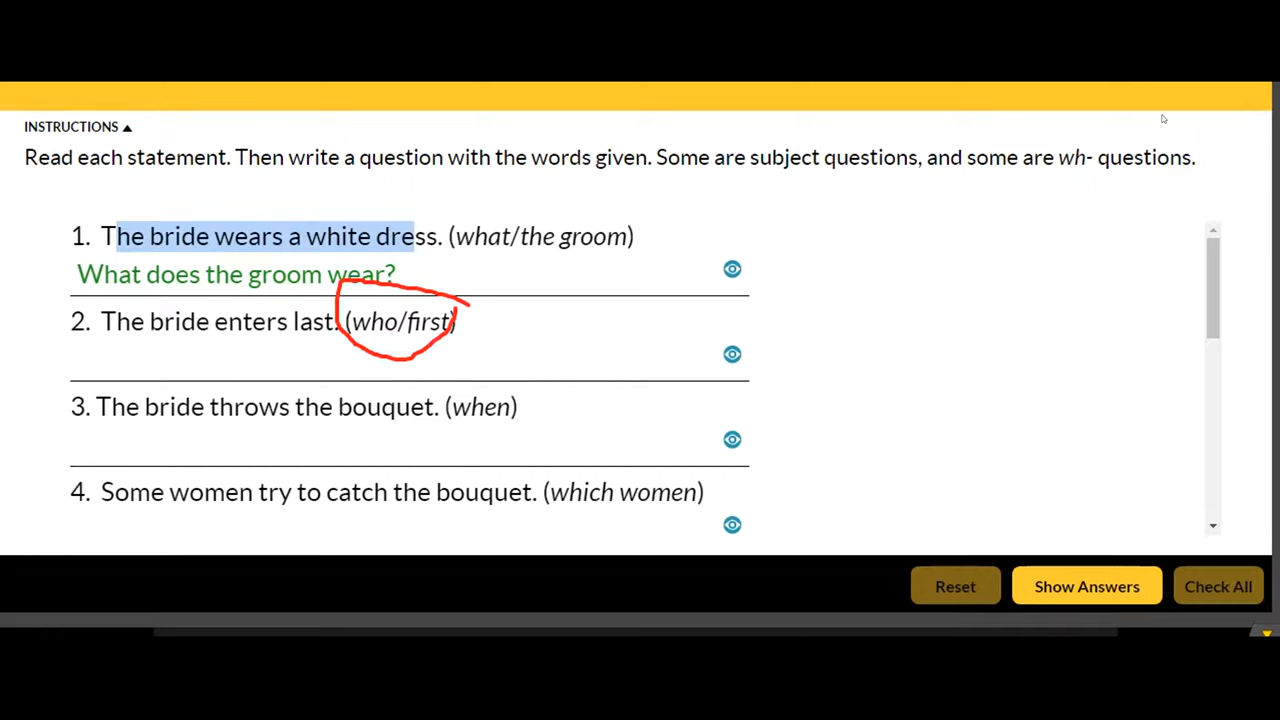 INSTRUCTIONS ▲
Read each statement. Then write a question with the words given. Some are subject questions, and some are wh- questions.
1. The bride wears a white dress. (what/the groom)
What does the groom wear?
2. The bride enters last. (who/first)
3. The bride throws the bouquet. (when)
4. Some women try to catch the bouquet. (which women)
Reset Show Answers Check All